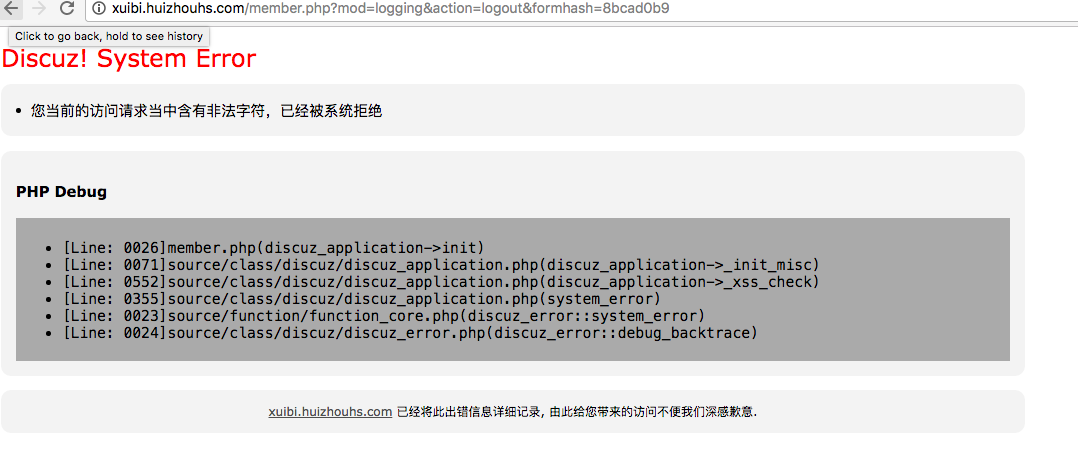 xuibi.huizhouhs.com/member.php?mod=logging&action=logout&formhash=8bcad0b9
Click to go back, hold to see history
Discuz! System Error
您当前的访问请求当中含有非法字符，已经被系统拒绝
PHP Debug
[Line: 0026]member.php(discuz_application->init)
[Line: 0071]source/class/discuz/discuz_application.php(discuz_application->_init_misc)
[Line: 0552]source/class/discuz/discuz_application.php(discuz_application->_xss_check)
[Line: 0355]source/class/discuz/discuz_application.php(system_error)
[Line: 0023]source/function/function_core.php(discuz_error::system_error)
[Line: 0024]source/class/discuz/discuz_error.php(discuz_error::debug_backtrace)
xuibi.huizhouhs.com 已经将此出错信息详细记录, 由此给您带来的访问不便我们深感歉意.